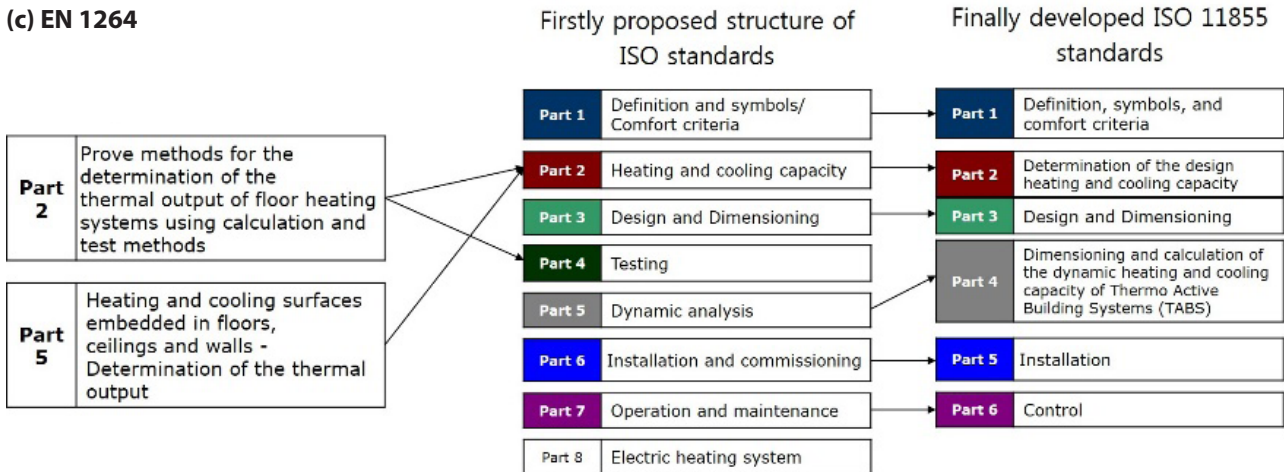 (c) EN 1264
Firstly proposed structure of
ISO standards
Finally developed ISO 11855
standards
Part
2
Prove methods for the
determination of the
thermal output of floor heating
systems using calculation and
test methods
Part
5
Heating and cooling surfaces
embedded in floors,
ceilings and walls -
Determination of the thermal
output
Part 1
Definition and symbols/
Comfort criteria
Part 2
Heating and cooling capacity
Part 3
Design and Dimensioning
Part 4
Testing
Part 5
Dynamic analysis
Part 6
Installation and commissioning
Part 7
Operation and maintenance
Part 8
Electric heating system
Part 1
Definition, symbols, and
comfort criteria
Part 2
Determination of the design
heating and cooling capacity
Part 3
Design and Dimensioning
Part 4
Dimensioning and calculation of
the dynamic heating and cooling
capacity of Thermo Active
Building Systems (TABS)
Part 5
Installation
Part 6
Control